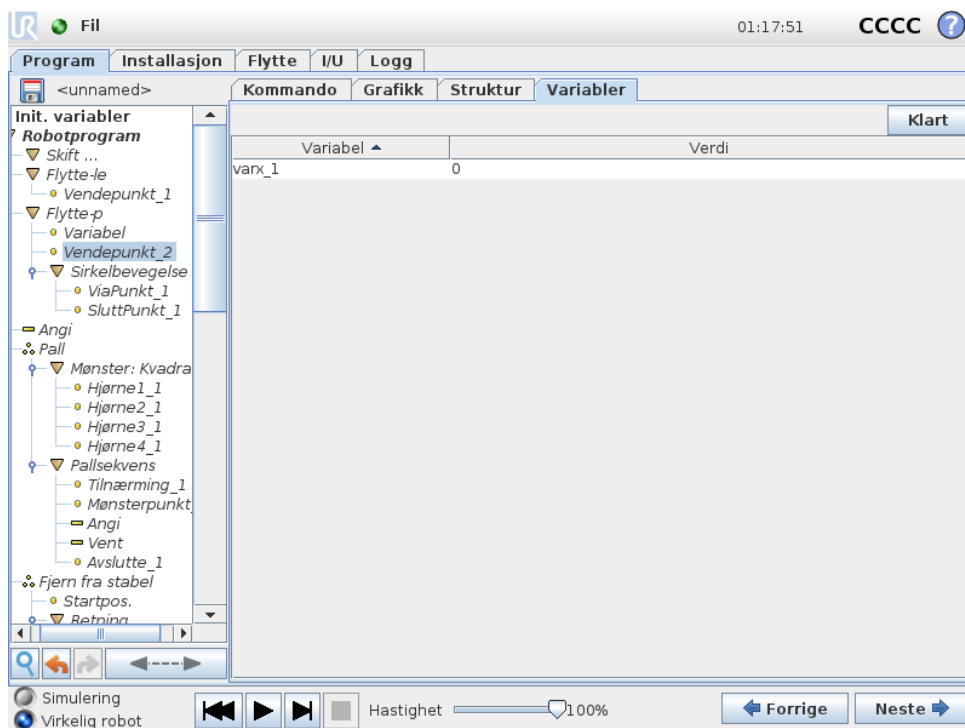 UR Fil 01:17:51 CCCC ?
Program Installasjon Flytte I/U Logg
<unnamed> Kommando Grafikk Struktur Variabler
Init. variabler
Klart
Robotprogram
Variabel Verdi
Skift ...
varx_1 0
Flytte-le
Vendepunkt_1
Flytte-p
Variabel
Vendepunkt_2
Sirkelbevegelse
ViaPunkt_1
SluttPunkt_1
Angi
Pall
Mønster: Kvadra
Hjørne1_1
Hjørne2_1
Hjørne3_1
Hjørne4_1
Pallsekvens
Tilnærming_1
Mønsterpunkt_
Angi
Vent
Avslutte_1
Fjern fra stabel
Startpos.
Retning
Simulering
Virkelig robot
Hastighet 100% Forrige Neste